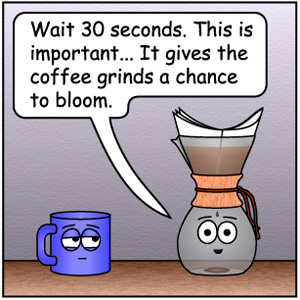 Wait 30 seconds. This is
important... It gives the
coffee grinds a chance
to bloom.